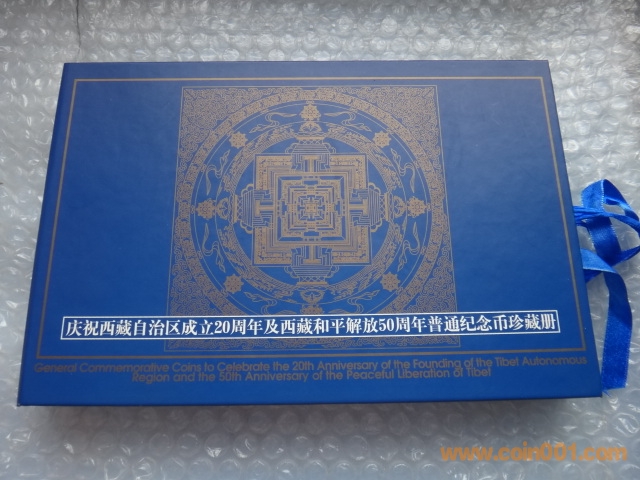 庆祝西藏自治区成立20周年及西藏和平解放50周年普通纪念币珍藏册
General Commemorative Coins to Celebrate the 20th Anniversary of the Founding of the Tibet Autonomous
Region and the 50th Anniversary of the Peaceful Liberation of Tibet
www.coin001.com